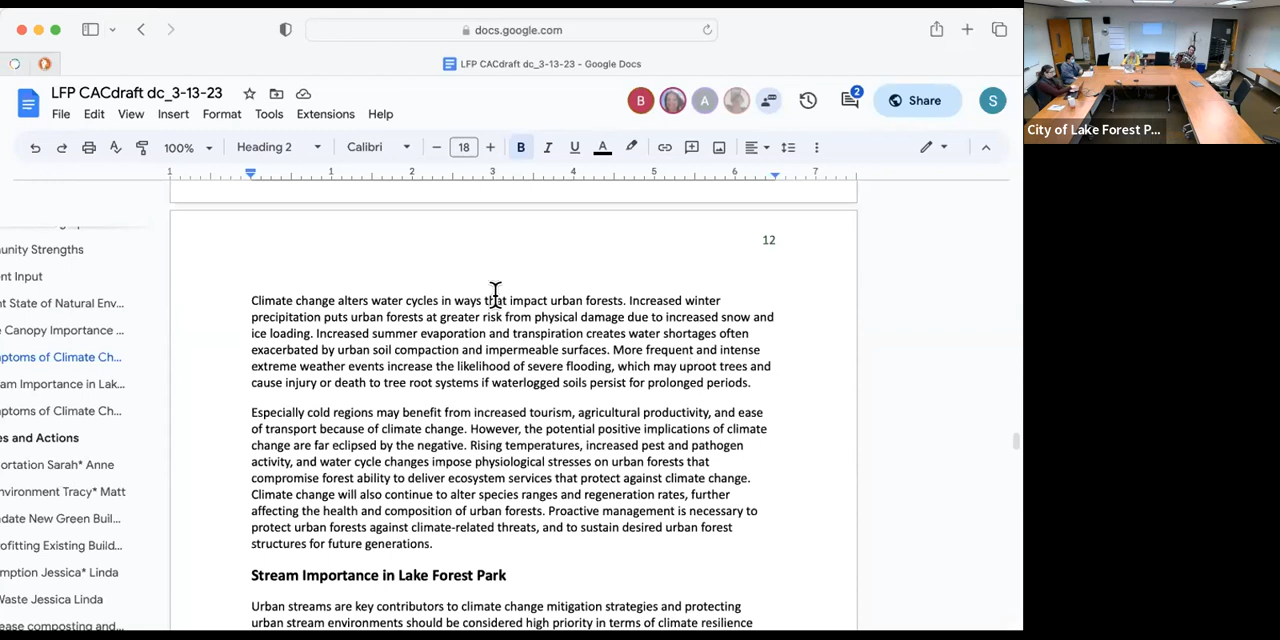 docs.google.com
LFP CACdraft dc_3-13-23 - Google Docs
LFP CACdraft dc_3-13-23
File Edit View Insert Format Tools Extensions Help
B A 2 Share S
100% Heading 2 Calibri 18 B I U A
1 1 2 3 4 5 6 7
unity Strengths
nt Input
nt State of Natural Env...
e Canopy Importance ...
ptoms of Climate Ch...
am Importance in Lak...
ptoms of Climate Ch...
es and Actions
ortation Sarah* Anne
nvironment Tracy* Matt
ndate New Green Buil...
ofitting Existing Build...
mption Jessica* Linda
Waste Jessica Linda
ease composting and...
12
Climate change alters water cycles in ways that impact urban forests. Increased winter
precipitation puts urban forests at greater risk from physical damage due to increased snow and
ice loading. Increased summer evaporation and transpiration creates water shortages often
exacerbated by urban soil compaction and impermeable surfaces. More frequent and intense
extreme weather events increase the likelihood of severe flooding, which may uproot trees and
cause injury or death to tree root systems if waterlogged soils persist for prolonged periods.
Especially cold regions may benefit from increased tourism, agricultural productivity, and ease
of transport because of climate change. However, the potential positive implications of climate
change are far eclipsed by the negative. Rising temperatures, increased pest and pathogen
activity, and water cycle changes impose physiological stresses on urban forests that
compromise forest ability to deliver ecosystem services that protect against climate change.
Climate change will also continue to alter species ranges and regeneration rates, further
affecting the health and composition of urban forests. Proactive management is necessary to
protect urban forests against climate-related threats, and to sustain desired urban forest
structures for future generations.
Stream Importance in Lake Forest Park
Urban streams are key contributors to climate change mitigation strategies and protecting
urban stream environments should be considered high priority in terms of climate resilience
City of Lake Forest P...